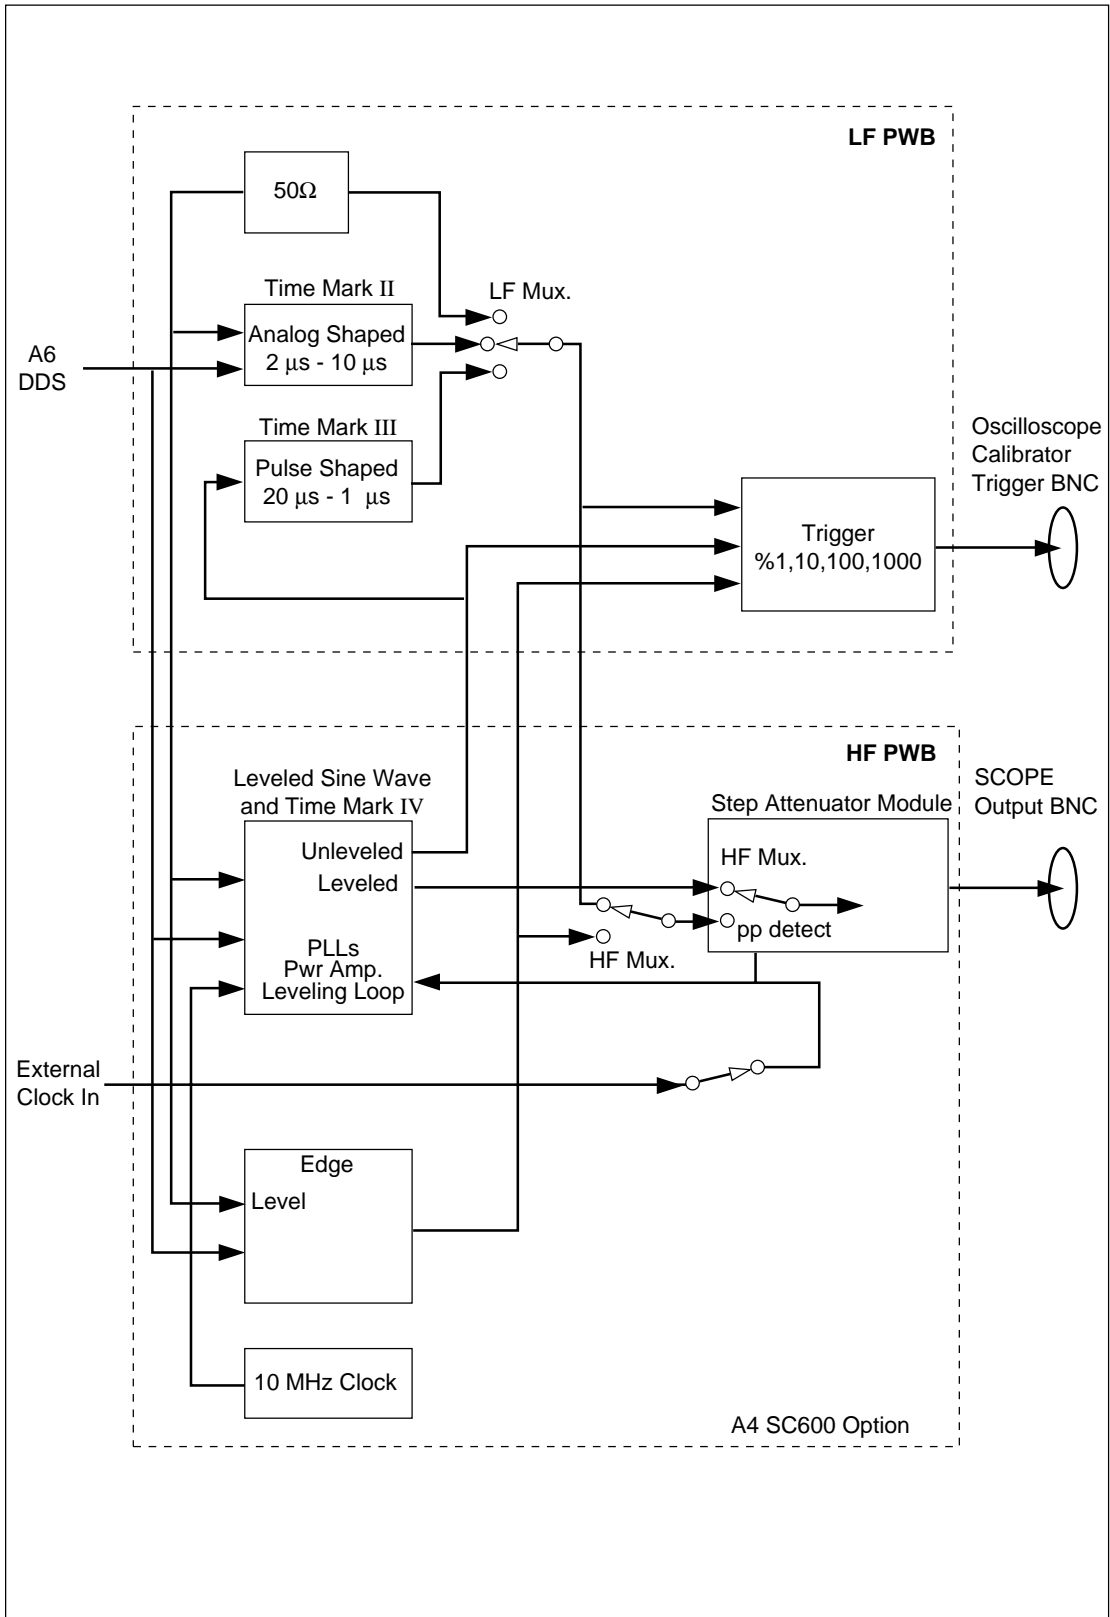 LF PWB
50Ω
Time Mark II
LF Mux.
Analog Shaped
2 µs - 10 µs
A6
DDS
Time Mark III
Pulse Shaped
20 µs - 1 µs
Oscilloscope
Calibrator
Trigger BNC
Trigger
%1,10,100,1000
HF PWB
Leveled Sine Wave
and Time Mark IV
SCOPE
Output BNC
Step Attenuator Module
Unleveled
Leveled
HF Mux.
pp detect
HF Mux.
PLLs
Pwr Amp.
Leveling Loop
External
Clock In
Edge
Level
10 MHz Clock
A4 SC600 Option